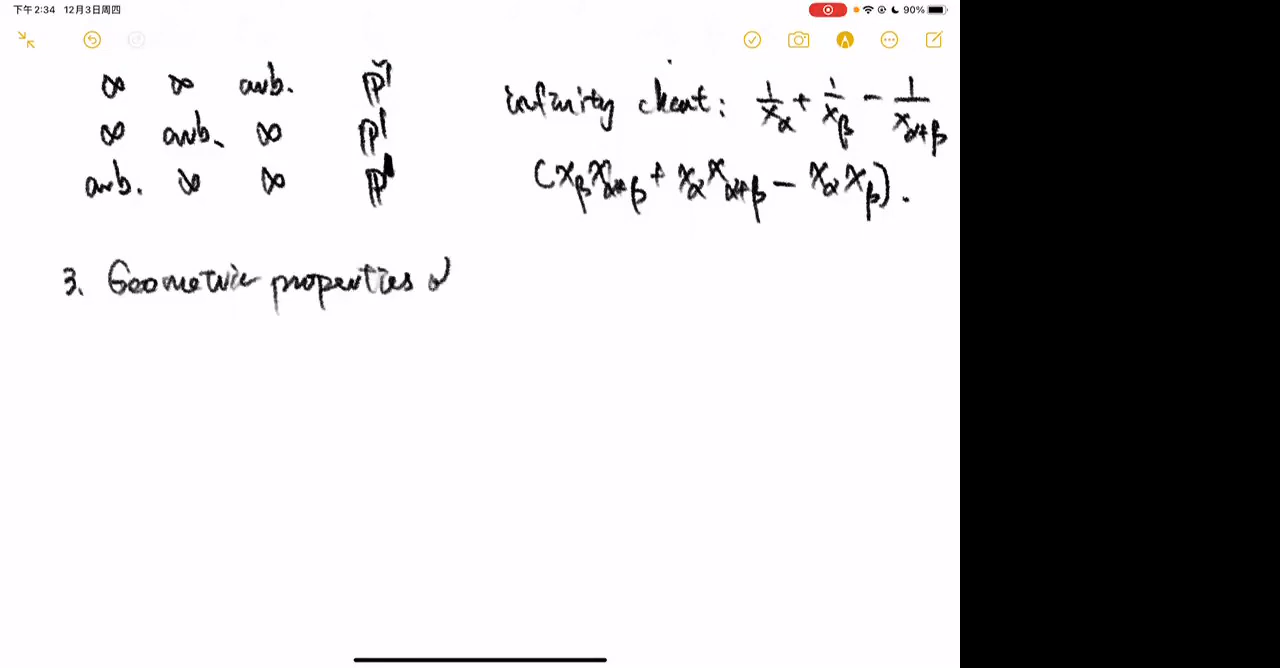 下午2:34 12月3日周四
90%
∞ ∞ arb. ℙ¹
infinity chart: 1/x_α + 1/x_β − 1/x_{α+β}
∞ arb. ∞ ℙ¹
arb. ∞ ∞ ℙ¹
(x_β x_{α+β} + x_α x_{α+β} − x_α x_β).
3. Geometric properties of